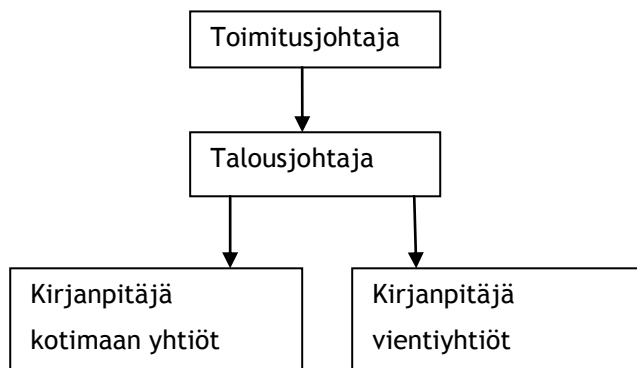 Toimitusjohtaja
Talousjohtaja
Kirjanpitäjä
kotimaan yhtiöt
Kirjanpitäjä
vientiyhtiöt